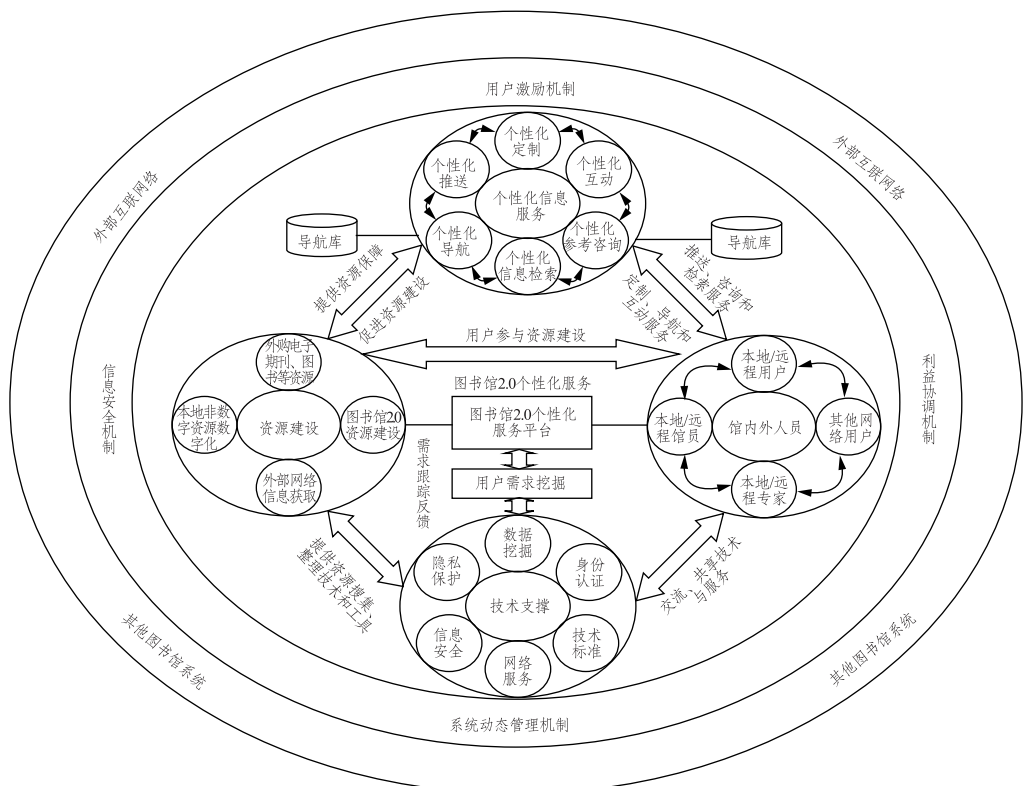 用户激励机制
外部互联网络
外部互联网络
个性化
定制
个性化
推送
个性化
互动
个性化信息
服务
个性化
导航
个性化
参考咨询
个性化
信息检索
导航库
导航库
提供资源保障
促进资源建设
推送、咨询和
检索服务
定制、导航和
互动服务
用户参与资源建设
信息安全机制
利益协调机制
外购电子
期刊、图
书等资源
本地非数
字资源数
字化
资源建设
图书馆2.0
资源建设
外部网络
信息获取
图书馆2.0个性化服务
图书馆2.0个性化
服务平台
用户需求挖掘
需求跟踪反馈
本地/远
程用户
本地/远
程馆员
馆内外人员
其他网
络用户
本地/远
程专家
提供资源搜集、
整理技术和工具
交流、共享技术
与服务
数据
挖掘
隐私
保护
身份
认证
技术支撑
信息
安全
技术
标准
网络
服务
其他图书馆系统
其他图书馆系统
系统动态管理机制